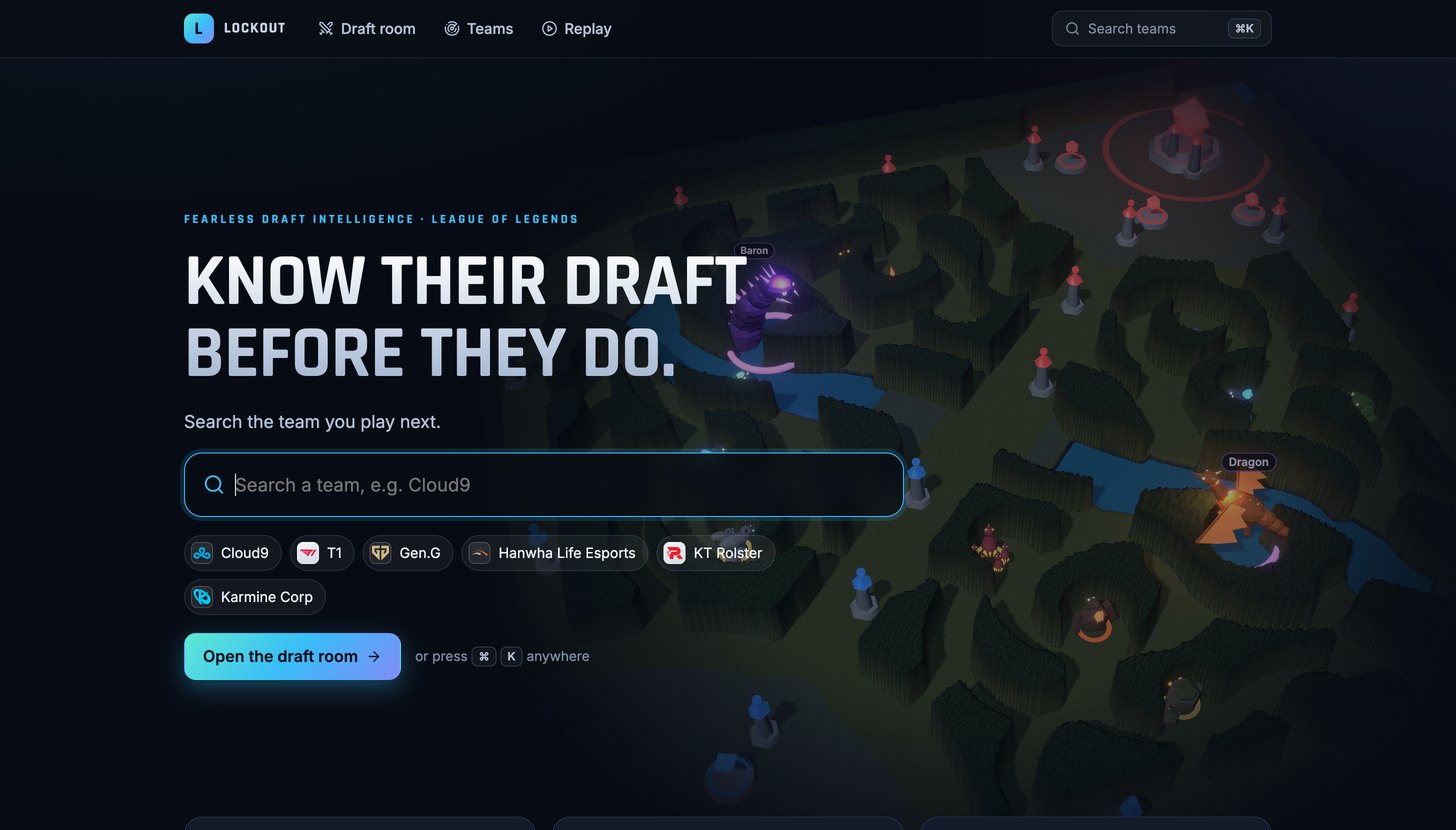 L LOCKOUT Draft room Teams Replay Search teams ⌘K
FEARLESS DRAFT INTELLIGENCE · LEAGUE OF LEGENDS
Baron
KNOW THEIR DRAFT
BEFORE THEY DO.
Search the team you play next.
Dragon
Search a team, e.g. Cloud9
Cloud9 T1 Gen.G Hanwha Life Esports KT Rolster
Karmine Corp
Open the draft room → or press ⌘ K anywhere